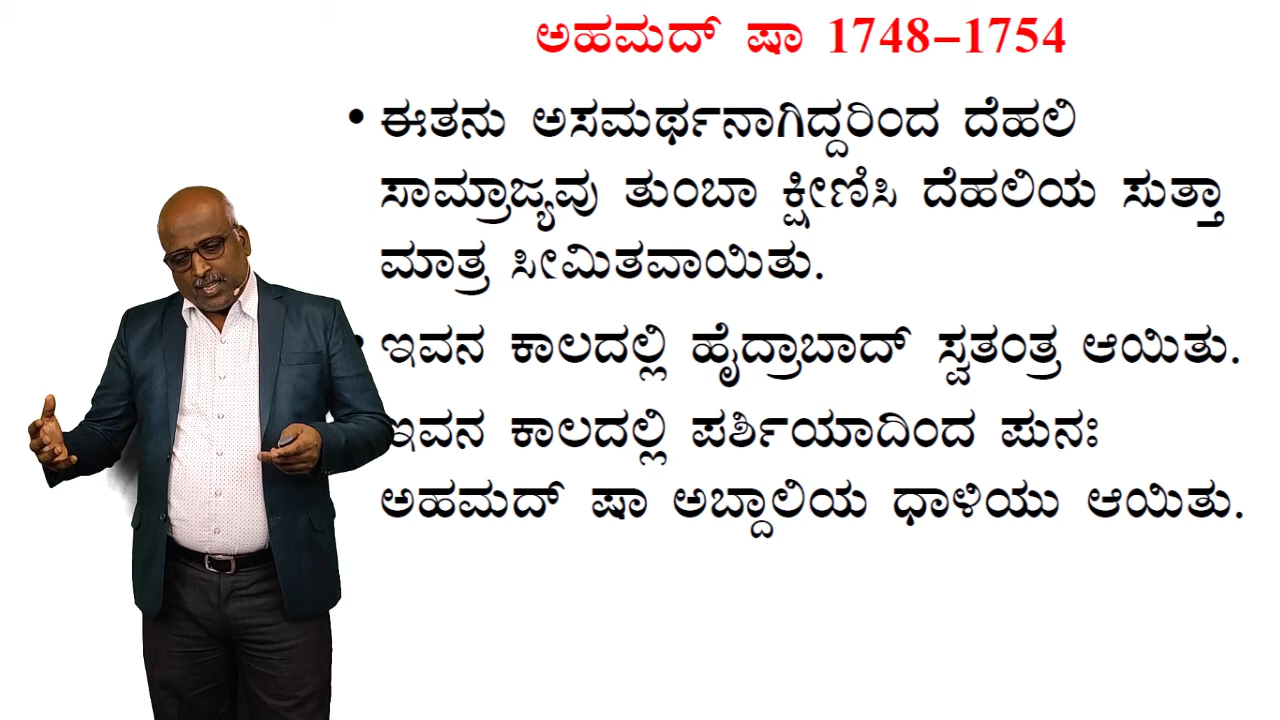 ಅಹಮದ್ ಷಾ 1748-1754
• ಈತನು ಅಸಮರ್ಥನಾಗಿದ್ದರಿಂದ ದೆಹಲಿ
ಸಾಮ್ರಾಜ್ಯವು ತುಂಬಾ ಕ್ಷೀಣಿಸಿ ದೆಹಲಿಯ ಸುತ್ತಾ
ಮಾತ್ರ ಸೀಮಿತವಾಯಿತು.
ಇವನ ಕಾಲದಲ್ಲಿ ಹೈದ್ರಾಬಾದ್ ಸ್ವತಂತ್ರ ಆಯಿತು.
ಇವನ ಕಾಲದಲ್ಲಿ ಪರ್ಶಿಯಾದಿಂದ ಪುನಃ
ಅಹಮದ್ ಷಾ ಅಬ್ದಾಲಿಯ ಧಾಳಿಯು ಆಯಿತು.